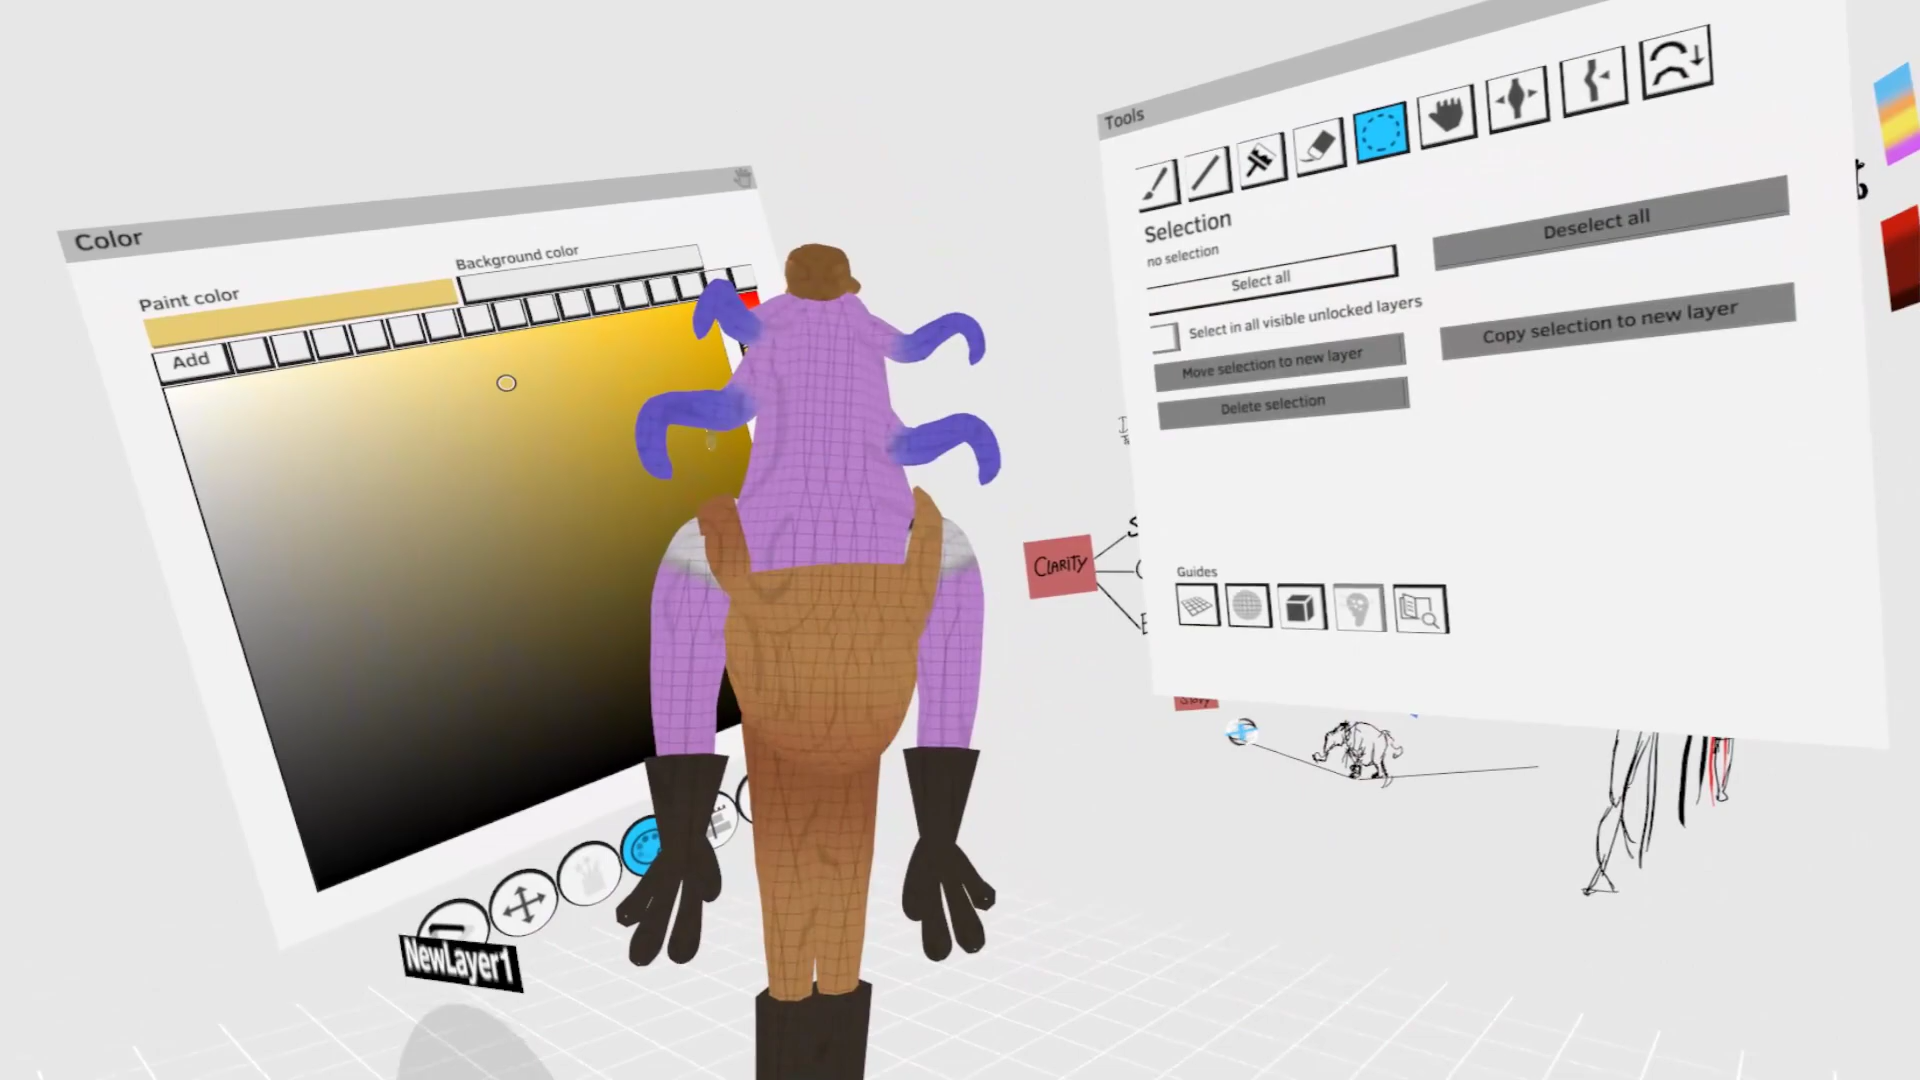 Color
Paint color
Background color
Add
NewLayer1
CLARITY
Tools
Selection
no selection
Select all
Deselect all
Select in all visible unlocked layers
Move selection to new layer
Copy selection to new layer
Delete selection
Guides